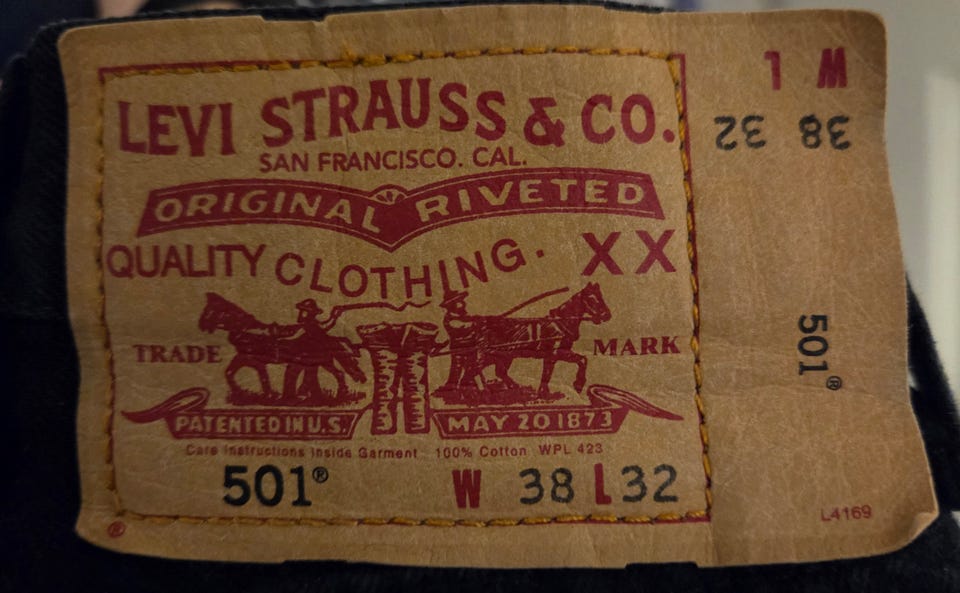 LEVI STRAUSS & CO.
SAN FRANCISCO. CAL.
ORIGINAL RIVETED
QUALITY CLOTHING. XX
TRADE MARK
PATENTED IN U.S. MAY 20 1873
Care Instructions Inside Garment 100% Cotton WPL 423
501® W 38 L 32
®
W L
38 32
501®
L4169